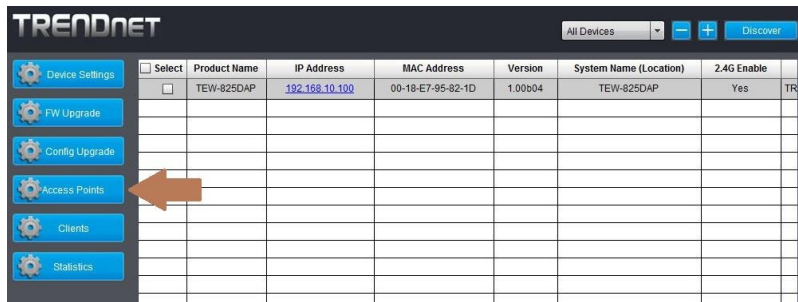 TRENDNET
All Devices − + Discover
Device Settings
FW Upgrade
Config Upgrade
Access Points
Clients
Statistics
Select Product Name IP Address MAC Address Version System Name (Location) 2.4G Enable
TEW-825DAP 192.168.10.100 00-18-E7-95-82-1D 1.00b04 TEW-825DAP Yes TR